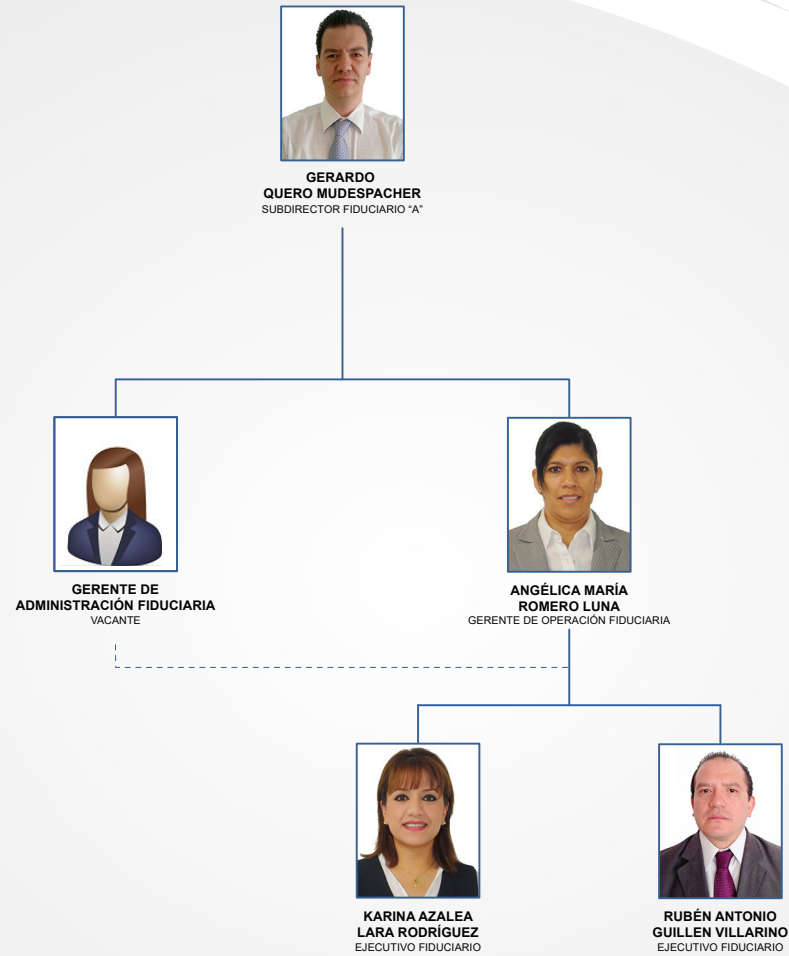 GERARDO
QUERO MUDESPACHER
SUBDIRECTOR FIDUCIARIO “A”
GERENTE DE
ADMINISTRACIÓN FIDUCIARIA
VACANTE
ANGÉLICA MARÍA
ROMERO LUNA
GERENTE DE OPERACIÓN FIDUCIARIA
KARINA AZALEA
LARA RODRÍGUEZ
EJECUTIVO FIDUCIARIO
RUBÉN ANTONIO
GUILLEN VILLARINO
EJECUTIVO FIDUCIARIO